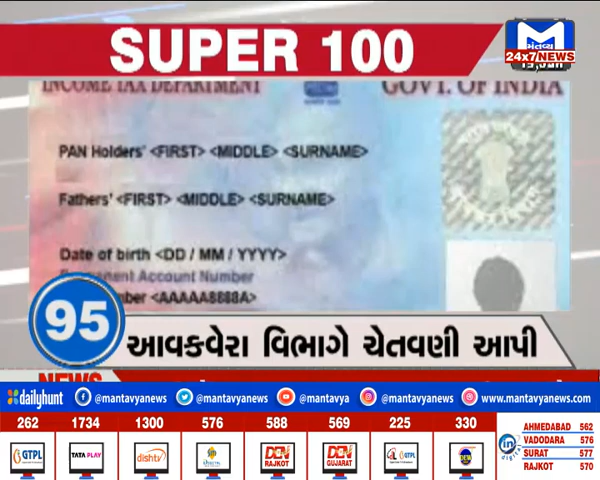 SUPER 100
મંતવ્ય
24x7NEWS
INCOME TAX DEPARTMENT
GOVT. OF INDIA
PAN Holders' <FIRST> <MIDDLE> <SURNAME>
Fathers' <FIRST> <MIDDLE> <SURNAME>
Date of birth <DD / MM / YYYY>
Permanent Account Number
<AAAAA8888A>
95
આવકવેરા વિભાગે ચેતવણી આપી
NEWS
dailyhunt
@mantavyanews
@mantavyanews
@mantavya
@mantavyanews
www.mantavyanews.com
262 1734 1300 576 588 569 225 330
GTPL
TATA PLAY
dishtv
DEN RAJKOT
DEN GUJARAT
GTPL
in digital
AHMEDABAD 562
VADODARA 576
SURAT 577
RAJKOT 570